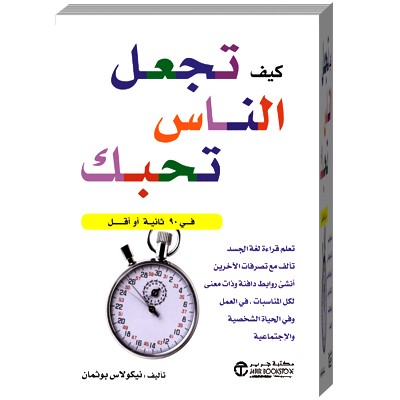 كيف تجعل
الناس
تحبك
في ٩٠ ثانية أو أقل
تعلم قراءة لغة الجسد
تآلف مع تصرفات الآخرين
أنشئ روابط دافئة وذات معنى
لكل المناسبات، في العمل
وفي الحياة الشخصية
والإجتماعية
تأليف: نيكولاس بوثمان
مكتبة جرير
JARIR BOOKSTORE